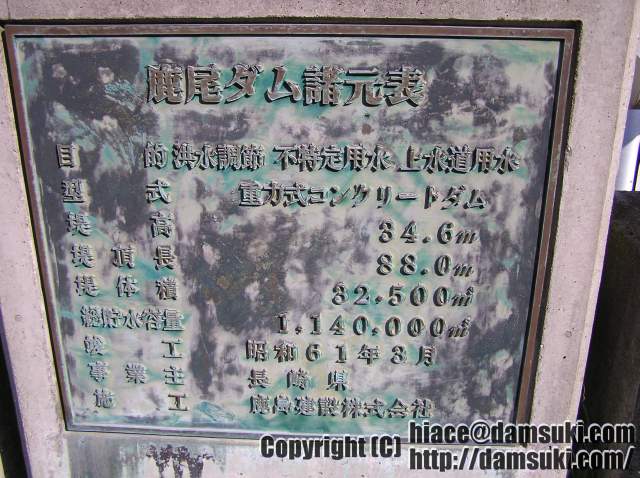 鹿尾ダム諸元表
目的 洪水調節 不特定用水 上水道用水
型式 重力式コンクリートダム
堤高 34.6m
堤頂長 88.0m
堤体積 32,500㎥
総貯水容量 1,140,000㎥
竣工 昭和61年3月
事業主 長崎県
施工 鹿島建設株式会社
Copyright (C) hiace@damsuki.com
http://damsuki.com/